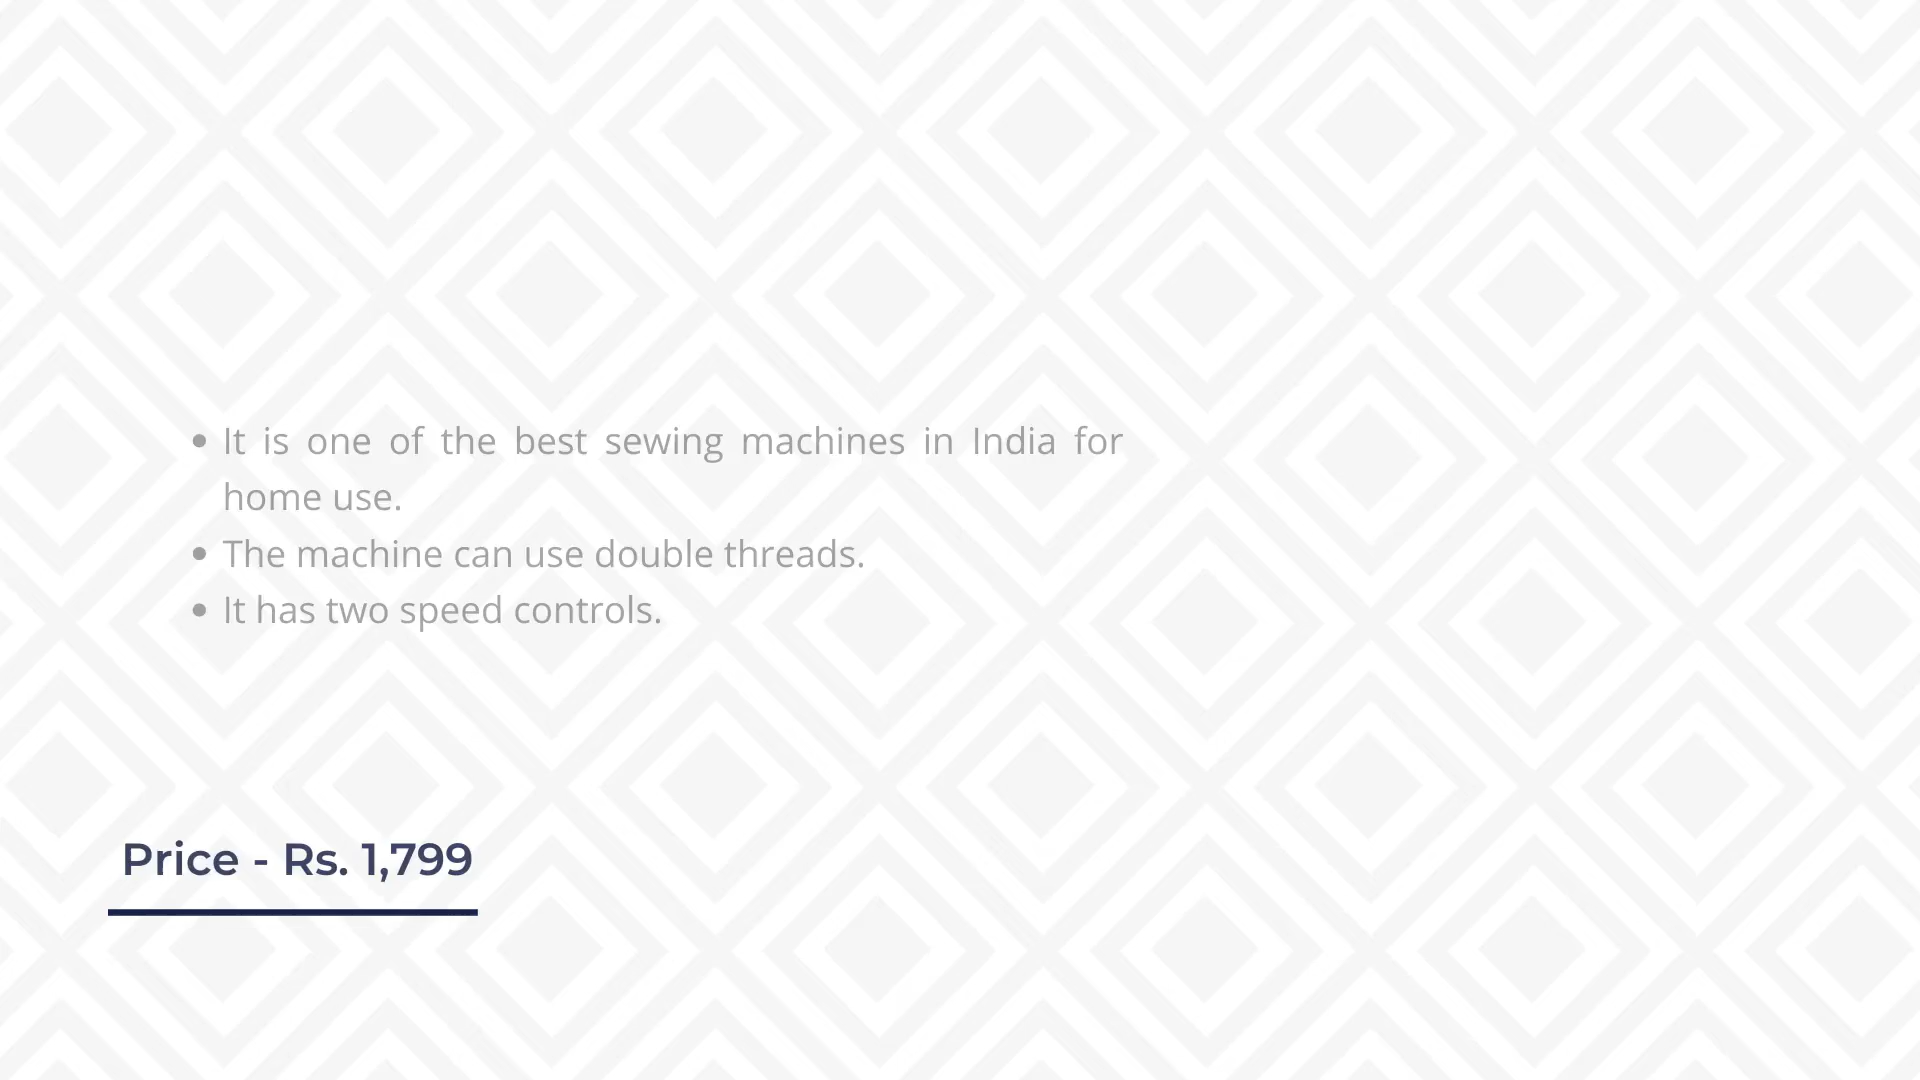 • It is one of the best sewing machines in India for
home use.
• The machine can use double threads.
• It has two speed controls.
Price - Rs. 1,799